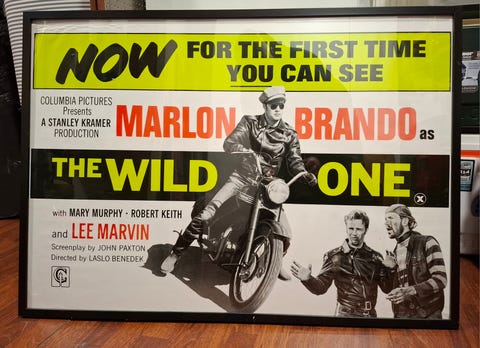 NOW FOR THE FIRST TIME
YOU CAN SEE
COLUMBIA PICTURES
Presents
A STANLEY KRAMER
PRODUCTION
MARLON BRANDO as
THE WILD ONE
X
with MARY MURPHY · ROBERT KEITH
and LEE MARVIN
Screenplay by JOHN PAXTON
Directed by LASLO BENEDEK